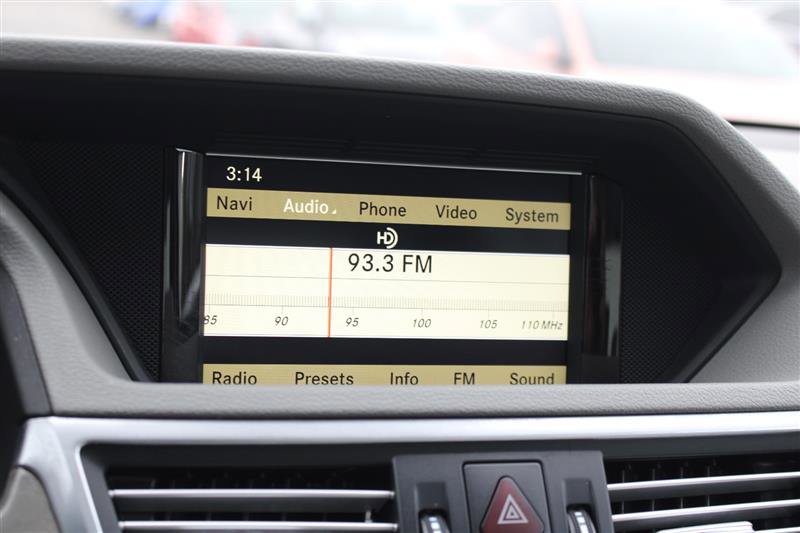 3:14
Navi Audio Phone Video System
HD
93.3 FM
85 90 95 100 105 110 MHz
Radio Presets Info FM Sound